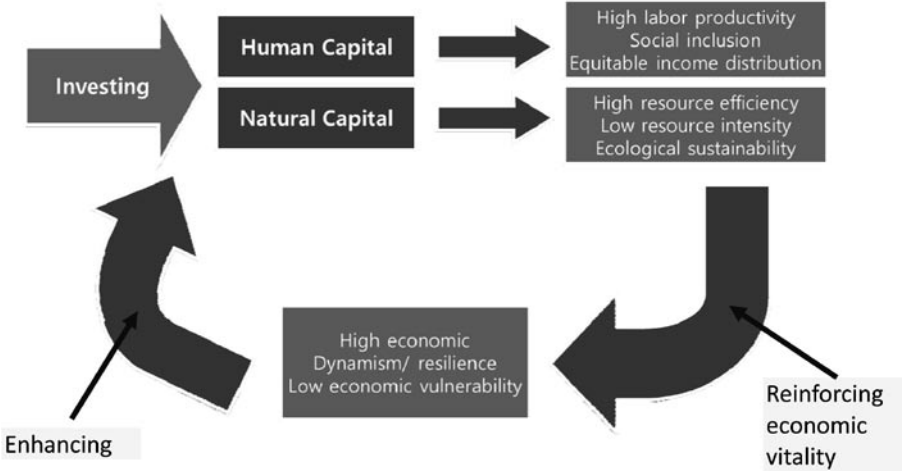 Investing
Human Capital
High labor productivity
Social inclusion
Equitable income distribution
Natural Capital
High resource efficiency
Low resource intensity
Ecological sustainability
High economic
Dynamism/ resilience
Low economic vulnerability
Enhancing
Reinforcing
economic
vitality